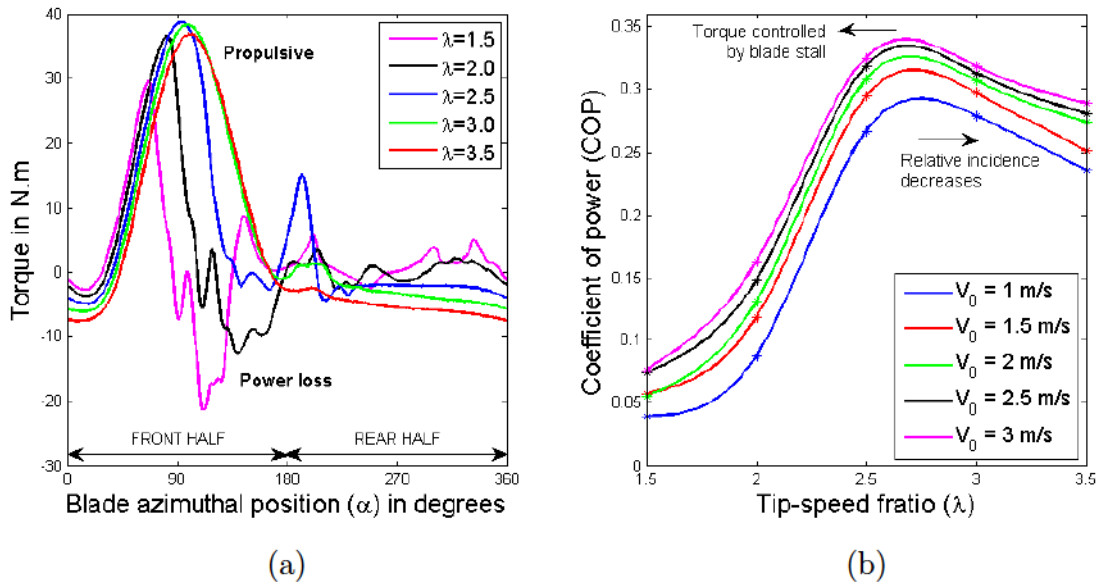 (a)
Torque in N.m
40
30
20
10
0
-10
-20
-30
Propulsive
Power loss
λ=1.5
λ=2.0
λ=2.5
λ=3.0
λ=3.5
FRONT HALF
REAR HALF
0
90
180
270
360
Blade azimuthal position (α) in degrees
(b)
Coefficient of power (COP)
0.35
0.3
0.25
0.2
0.15
0.1
0.05
0
Torque controlled
by blade stall
Relative incidence
decreases
V0 = 1 m/s
V0 = 1.5 m/s
V0 = 2 m/s
V0 = 2.5 m/s
V0 = 3 m/s
1.5
2
2.5
3
3.5
Tip-speed fratio (λ)